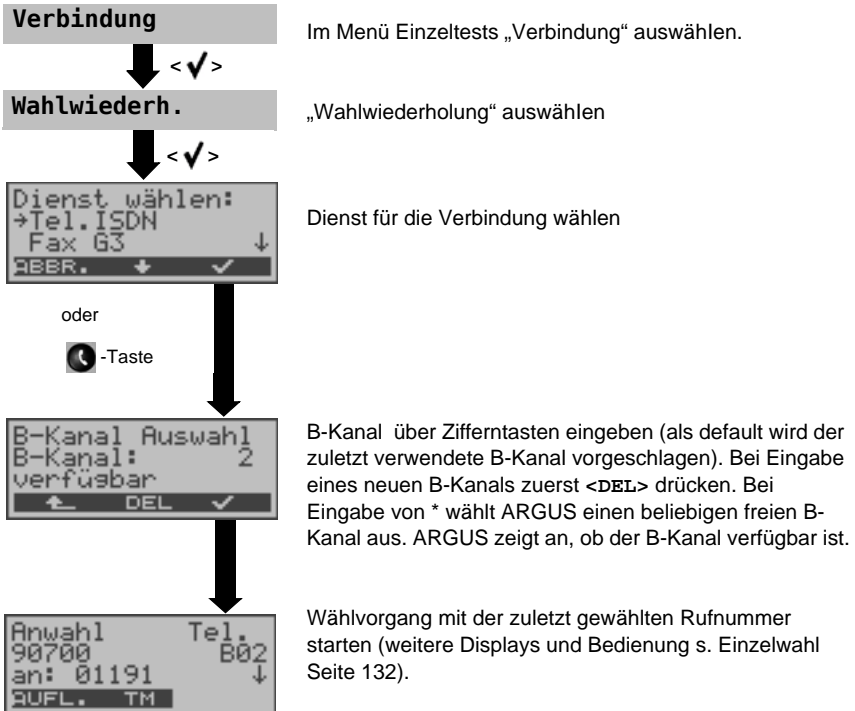 Verbindung
Im Menü Einzeltests „Verbindung“ auswählen.
<✓>
Wahlwiederh.
„Wahlwiederholung“ auswählen
<✓>
Dienst wählen:
→Tel.ISDN
Fax G3 ↓
ABBR. ↓ ✓
Dienst für die Verbindung wählen
oder
-Taste
B-Kanal Auswahl
B-Kanal: 2
verfügbar
DEL ✓
B-Kanal über Zifferntasten eingeben (als default wird der
zuletzt verwendete B-Kanal vorgeschlagen). Bei Eingabe
eines neuen B-Kanals zuerst <DEL> drücken. Bei
Eingabe von * wählt ARGUS einen beliebigen freien B-
Kanal aus. ARGUS zeigt an, ob der B-Kanal verfügbar ist.
Anwahl Tel.
90700 B02
an: 01191 ↓
AUFL. TM
Wählvorgang mit der zuletzt gewählten Rufnummer
starten (weitere Displays und Bedienung s. Einzelwahl
Seite 132).